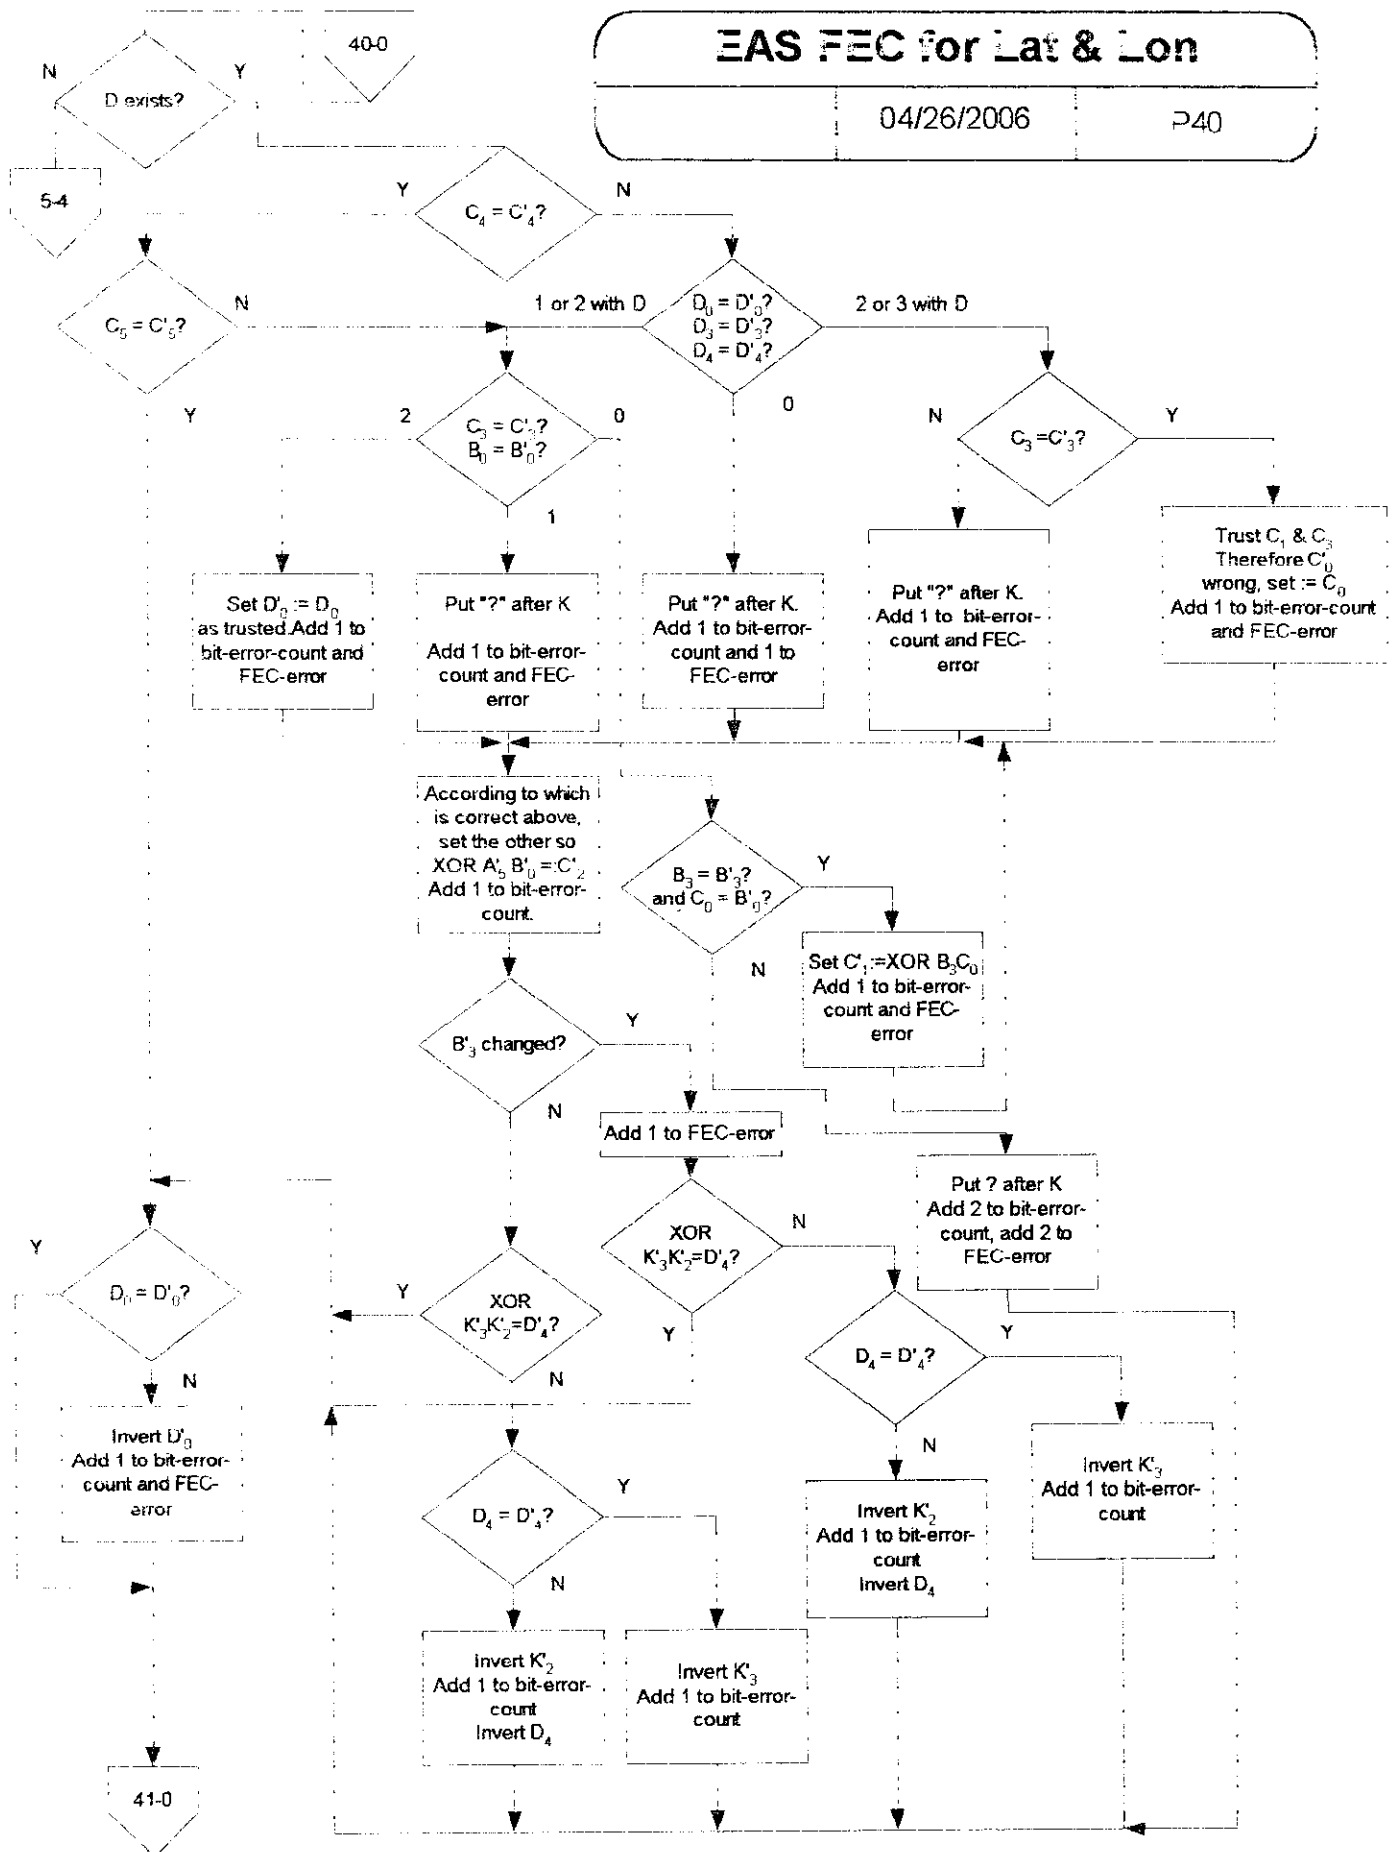 EAS FEC for Lat & Lon
04/26/2006
P40
40-0
N
Y
D exists?
5-4
Y
N
C₄ = C'₄?
C₅ = C'₅?
N
Y
1 or 2 with D
D₀ = D'₀?
D₃ = D'₃?
D₄ = D'₄?
2 or 3 with D
0
2
0
C₃ = C'₃?
B₀ = B'₀?
1
N
Y
C₃ =C'₃?
Set D'₀ := D₀
as trusted.Add 1 to
bit-error-count and
FEC-error
Put "?" after K
Add 1 to bit-error-
count and FEC-
error
Put "?" after K.
Add 1 to bit-error-
count and 1 to
FEC-error
Put "?" after K.
Add 1 to bit-error-
count and FEC-
error
Trust C₁ & C₃
Therefore C'₀
wrong, set := C₀
Add 1 to bit-error-count
and FEC-error
According to which
is correct above,
set the other so
XOR A'₅ B'₀ =:C'₂
Add 1 to bit-error-
count.
B₃ = B'₃?
and C₀ = B'₀?
Y
N
Set C'₁:=XOR B₃C₀
Add 1 to bit-error-
count and FEC-
error
B'₃ changed?
Y
N
Add 1 to FEC-error
Put ? after K
Add 2 to bit-error-
count, add 2 to
FEC-error
XOR
K'₃K'₂=D'₄?
N
Y
Y
D₀ = D'₀?
N
XOR
K'₃K'₂=D'₄?
Y
N
D₄ = D'₄?
Y
N
Invert D'₀
Add 1 to bit-error-
count and FEC-
error
D₄ = D'₄?
Y
N
Invert K'₂
Add 1 to bit-error-
count
Invert D₄
Invert K'₃
Add 1 to bit-error-
count
Invert K'₂
Add 1 to bit-error-
count
Invert D₄
Invert K'₃
Add 1 to bit-error-
count
41-0